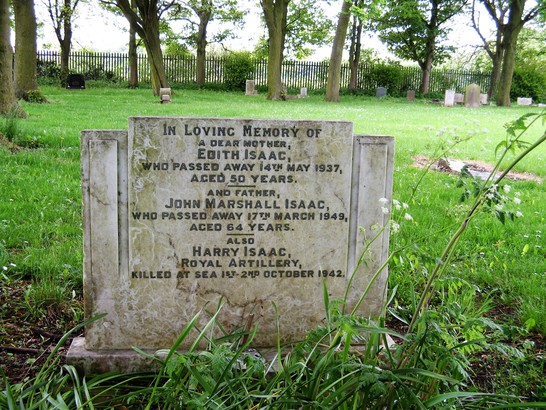 IN LOVING MEMORY OF
A DEAR MOTHER,
EDITH ISAAC,
WHO PASSED AWAY 14TH MAY 1937,
AGED 50 YEARS.
AND FATHER,
JOHN MARSHALL ISAAC,
WHO PASSED AWAY 17TH MARCH 1949,
AGED 64 YEARS.
ALSO
HARRY ISAAC,
ROYAL ARTILLERY,
KILLED AT SEA 1ST-2ND OCTOBER 1942.